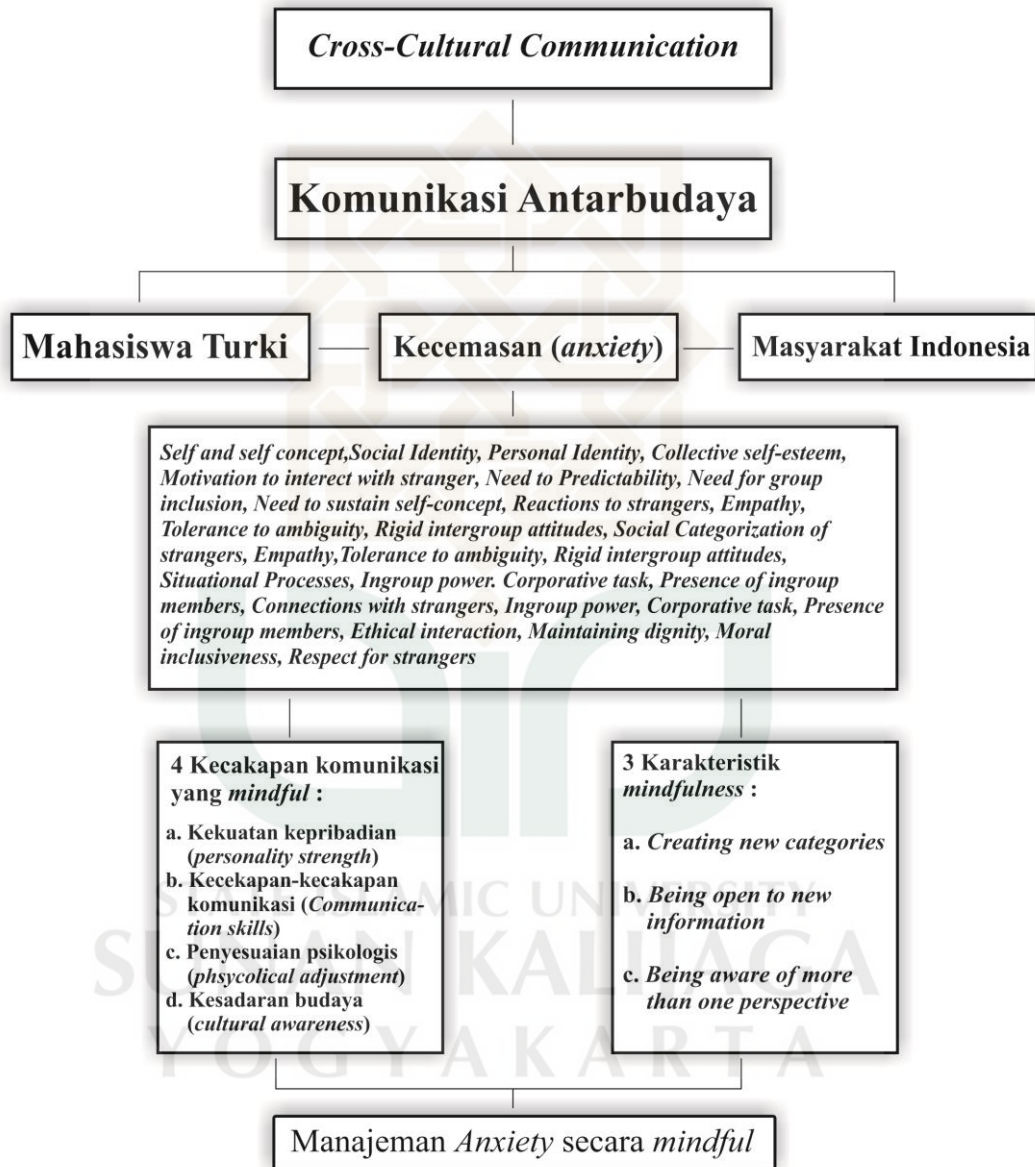 Cross-Cultural Communication
Komunikasi Antarbudaya
Mahasiswa Turki
Kecemasan (anxiety)
Masyarakat Indonesia
Self and self concept,Social Identity, Personal Identity, Collective self-esteem,
Motivation to interect with stranger, Need to Predictability, Need for group
inclusion, Need to sustain self-concept, Reactions to strangers, Empathy,
Tolerance to ambiguity, Rigid intergroup attitudes, Social Categorization of
strangers, Empathy,Tolerance to ambiguity, Rigid intergroup attitudes,
Situational Processes, Ingroup power. Corporative task, Presence of ingroup
members, Connections with strangers, Ingroup power, Corporative task, Presence
of ingroup members, Ethical interaction, Maintaining dignity, Moral
inclusiveness, Respect for strangers
4 Kecakapan komunikasi
yang mindful :
a. Kekuatan kepribadian
(personality strength)
b. Kecekapan-kecakapan
komunikasi (Communica-
tion skills)
c. Penyesuaian psikologis
(phsycolical adjustment)
d. Kesadaran budaya
(cultural awareness)
3 Karakteristik
mindfulness :
a. Creating new categories
b. Being open to new
information
c. Being aware of more
than one perspective
STATE ISLAMIC UNIVERSITY
SUNAN KALIJAGA
YOGYAKARTA
Manajeman Anxiety secara mindful